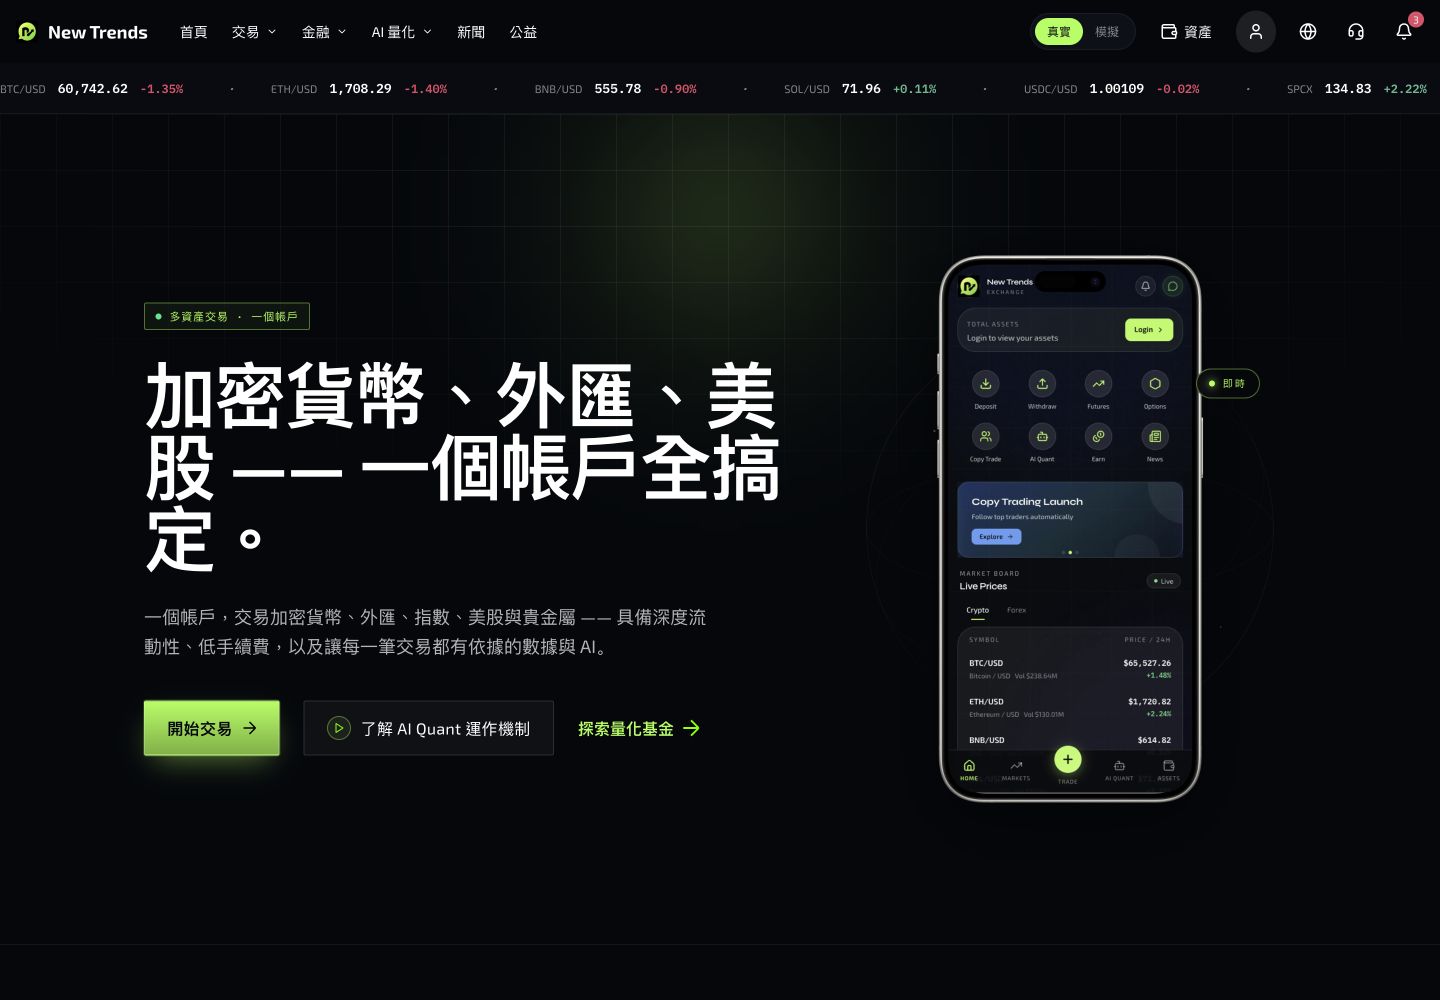 New Trends 首頁 交易 金融 AI 量化 新聞 公益 真實 模擬 資產 3
BTC/USD 60,742.62 -1.35% · ETH/USD 1,708.29 -1.40% · BNB/USD 555.78 -0.90% · SOL/USD 71.96 +0.11% · USDC/USD 1.00109 -0.02% · SPCX 134.83 +2.22%
多資產交易 · 一個帳戶
加密貨幣、外匯、美
股 —— 一個帳戶全搞
定。
一個帳戶，交易加密貨幣、外匯、指數、美股與貴金屬 —— 具備深度流
動性、低手續費，以及讓每一筆交易都有依據的數據與 AI。
開始交易 了解 AI Quant 運作機制 探索量化基金
New Trends
EXCHANGE
TOTAL ASSETS
Login to view your assets
Login
即時
Deposit Withdraw Futures Options
Copy Trade AI Quant Earn News
Copy Trading Launch
Follow top traders automatically
Explore
MARKET BOARD
Live Prices
Live
Crypto Forex
SYMBOL PRICE / 24H
BTC/USD $65,527.26
Bitcoin / USD Vol $238.64M +1.48%
ETH/USD $1,720.82
Ethereum / USD Vol $130.01M +2.24%
BNB/USD $614.82
HOME MARKETS TRADE AI QUANT ASSETS